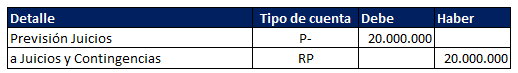 Detalle Tipo de cuenta Debe Haber
Previsión Juicios P- 20.000.000
a Juicios y Contingencias RP 20.000.000